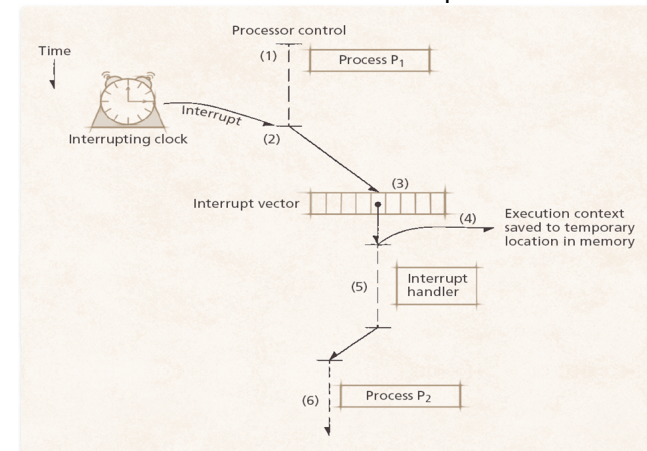 Processor control
Time
(1)
Process P1
Interrupt
Interrupting clock
(2)
(3)
Interrupt vector
(4)
Execution context
saved to temporary
location in memory
(5)
Interrupt
handler
(6)
Process P2